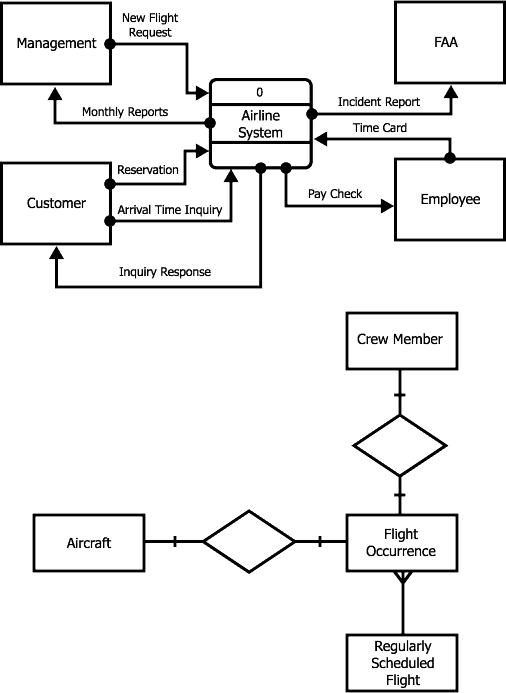 Management
New Flight
Request
FAA
0
Airline
System
Monthly Reports
Incident Report
Time Card
Customer
Reservation
Arrival Time Inquiry
Pay Check
Employee
Inquiry Response
Crew Member
Aircraft
Flight
Occurrence
Regularly
Scheduled
Flight